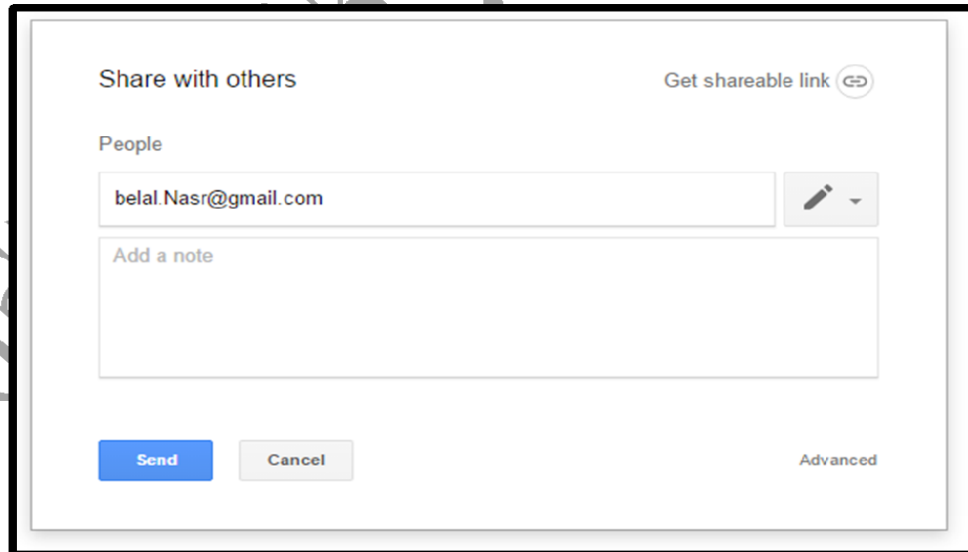 Share with others
Get shareable link
People
belal.Nasr@gmail.com
Add a note
Send
Cancel
Advanced